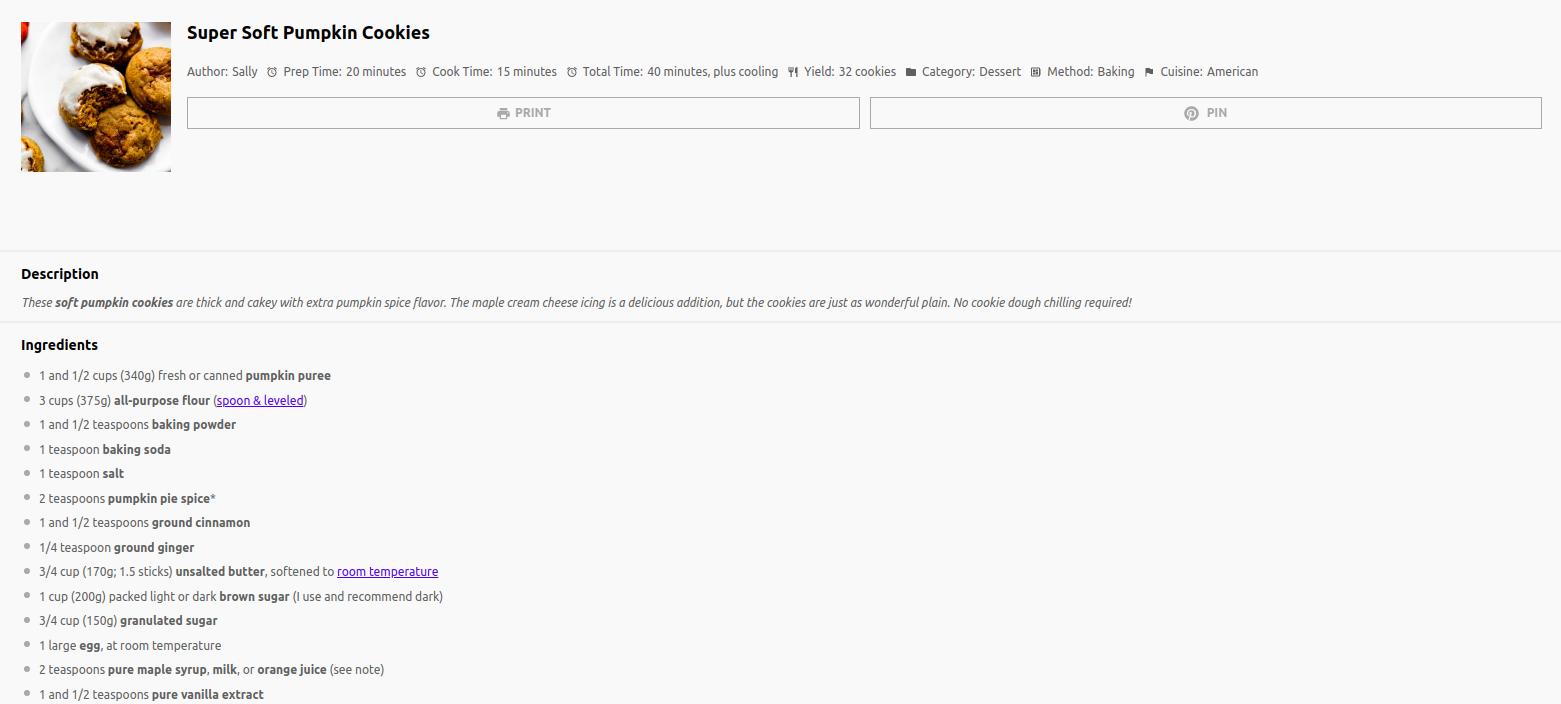 Super Soft Pumpkin Cookies
Author: Sally Prep Time: 20 minutes Cook Time: 15 minutes Total Time: 40 minutes, plus cooling Yield: 32 cookies Category: Dessert Method: Baking Cuisine: American
PRINT PIN
Description
These soft pumpkin cookies are thick and cakey with extra pumpkin spice flavor. The maple cream cheese icing is a delicious addition, but the cookies are just as wonderful plain. No cookie dough chilling required!
Ingredients
1 and 1/2 cups (340g) fresh or canned pumpkin puree
3 cups (375g) all-purpose flour (spoon & leveled)
1 and 1/2 teaspoons baking powder
1 teaspoon baking soda
1 teaspoon salt
2 teaspoons pumpkin pie spice*
1 and 1/2 teaspoons ground cinnamon
1/4 teaspoon ground ginger
3/4 cup (170g; 1.5 sticks) unsalted butter, softened to room temperature
1 cup (200g) packed light or dark brown sugar (I use and recommend dark)
3/4 cup (150g) granulated sugar
1 large egg, at room temperature
2 teaspoons pure maple syrup, milk, or orange juice (see note)
1 and 1/2 teaspoons pure vanilla extract